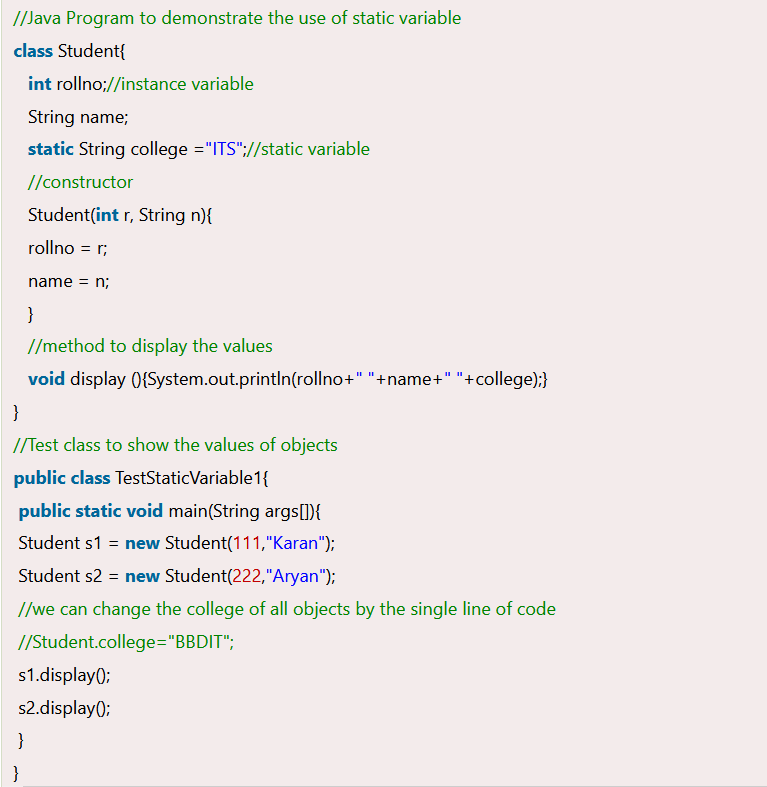 //Java Program to demonstrate the use of static variable
class Student{
int rollno;//instance variable
String name;
static String college ="ITS";//static variable
//constructor
Student(int r, String n){
rollno = r;
name = n;
}
//method to display the values
void display (){System.out.println(rollno+" "+name+" "+college);}
}
//Test class to show the values of objects
public class TestStaticVariable1{
public static void main(String args[]){
Student s1 = new Student(111,"Karan");
Student s2 = new Student(222,"Aryan");
//we can change the college of all objects by the single line of code
//Student.college="BBDIT";
s1.display();
s2.display();
}
}